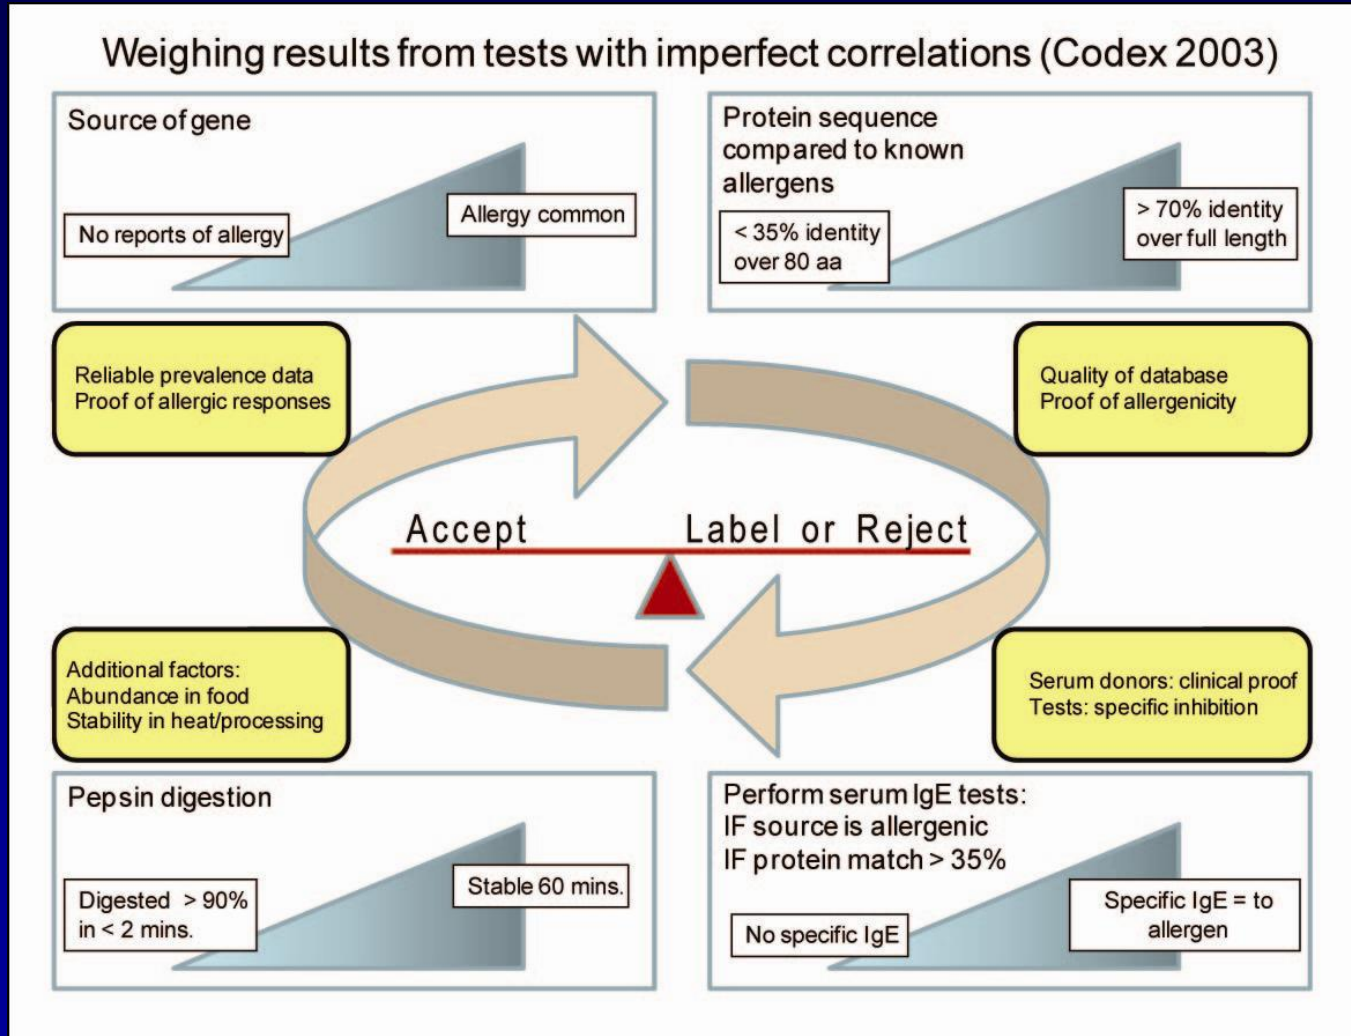 Weighing results from tests with imperfect correlations (Codex 2003)
Source of gene
No reports of allergy
Allergy common
Protein sequence
compared to known
allergens
< 35% identity
over 80 aa
> 70% identity
over full length
Reliable prevalence data
Proof of allergic responses
Quality of database
Proof of allergenicity
Accept
Label or Reject
Additional factors:
Abundance in food
Stability in heat/processing
Serum donors: clinical proof
Tests: specific inhibition
Pepsin digestion
Digested > 90%
in < 2 mins.
Stable 60 mins.
Perform serum IgE tests:
IF source is allergenic
IF protein match > 35%
No specific IgE
Specific IgE = to
allergen